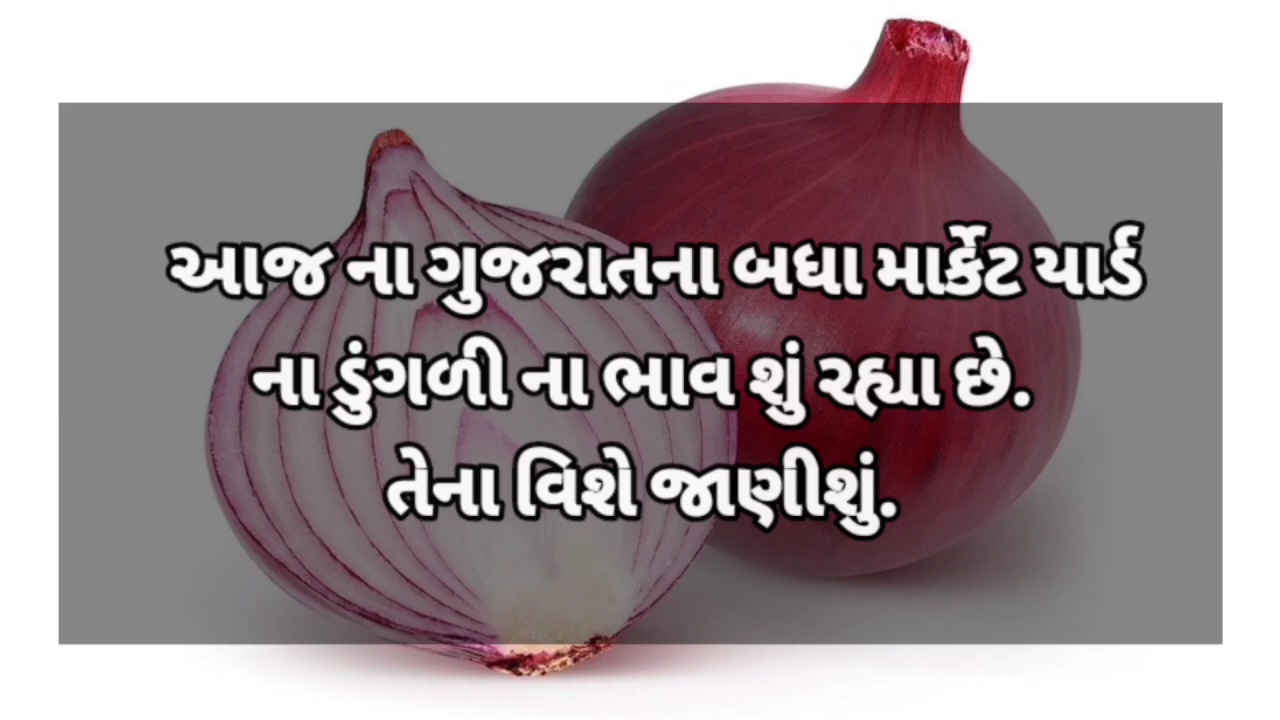 આજ ના ગુજરાતના બધા માર્કેટ યાર્ડ
ના ડુંગળી ના ભાવ શું રહ્યા છે.
તેના વિશે જાણીશું.